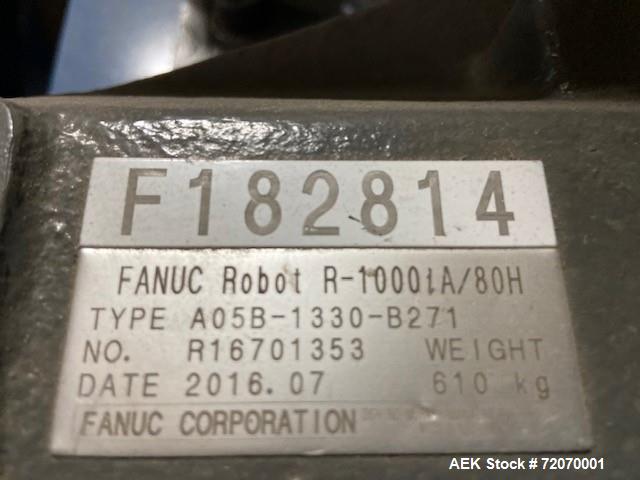 F182814
FANUC Robot R-1000iA/80H
TYPE A05B-1330-B271
NO. R16701353 WEIGHT
DATE 2016.07 610 kg
FANUC CORPORATION
AEK Stock # 72070001